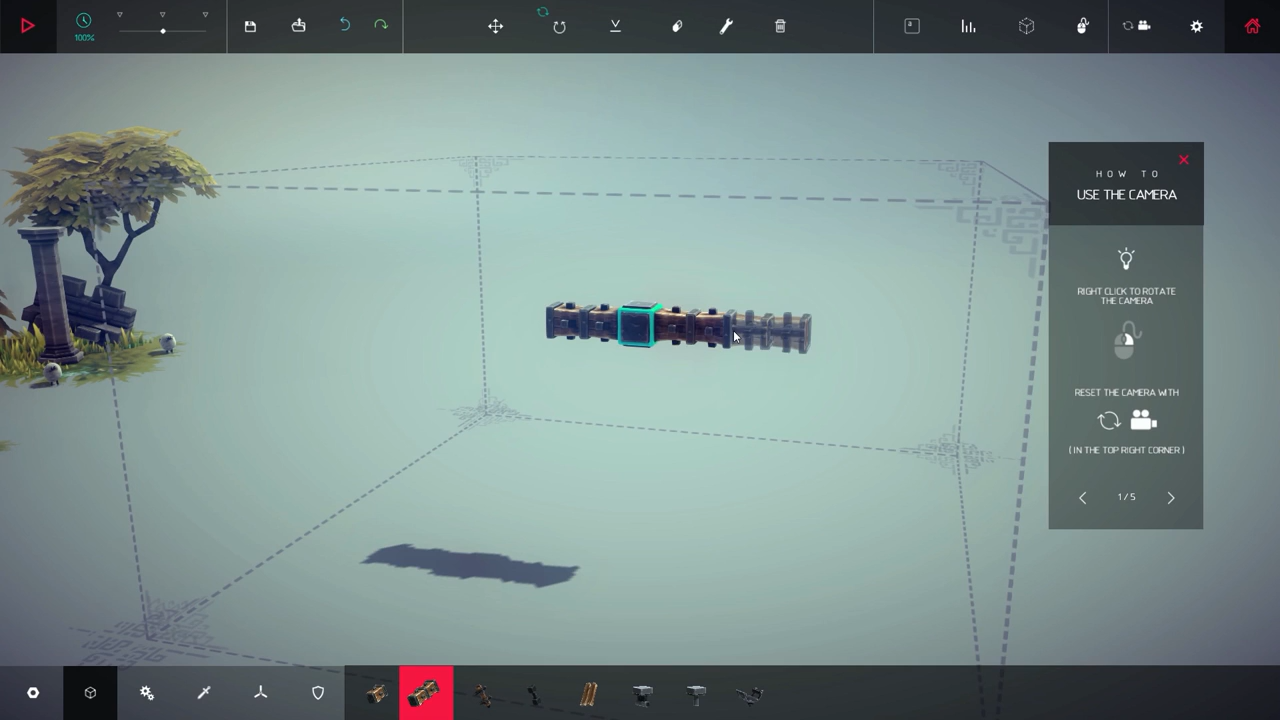 100%
HOW TO
USE THE CAMERA
RIGHT CLICK TO ROTATE
THE CAMERA
RESET THE CAMERA WITH
( IN THE TOP RIGHT CORNER )
1/5